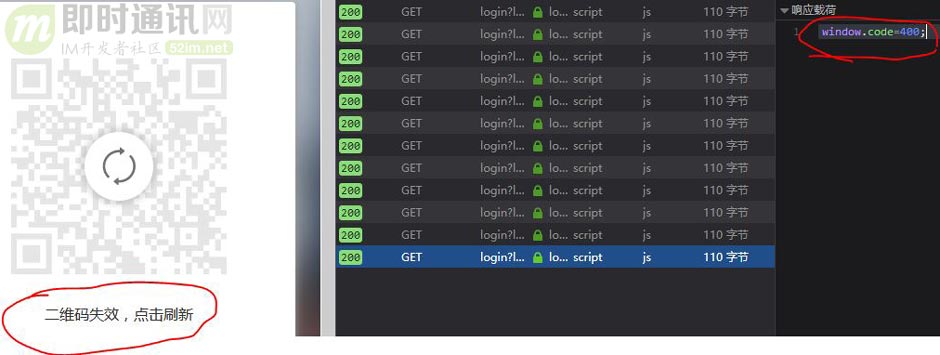 m 即时通讯网
IM开发者社区 52im.net
二维码失效，点击刷新
200 GET login?l... lo... script js 110 字节
200 GET login?l... lo... script js 110 字节
200 GET login?l... lo... script js 110 字节
200 GET login?l... lo... script js 110 字节
200 GET login?l... lo... script js 110 字节
200 GET login?l... lo... script js 110 字节
200 GET login?l... lo... script js 110 字节
200 GET login?l... lo... script js 110 字节
200 GET login?l... lo... script js 110 字节
200 GET login?l... lo... script js 110 字节
200 GET login?l... lo... script js 110 字节
200 GET login?l... lo... script js 110 字节
响应载荷
1 window.code=400;